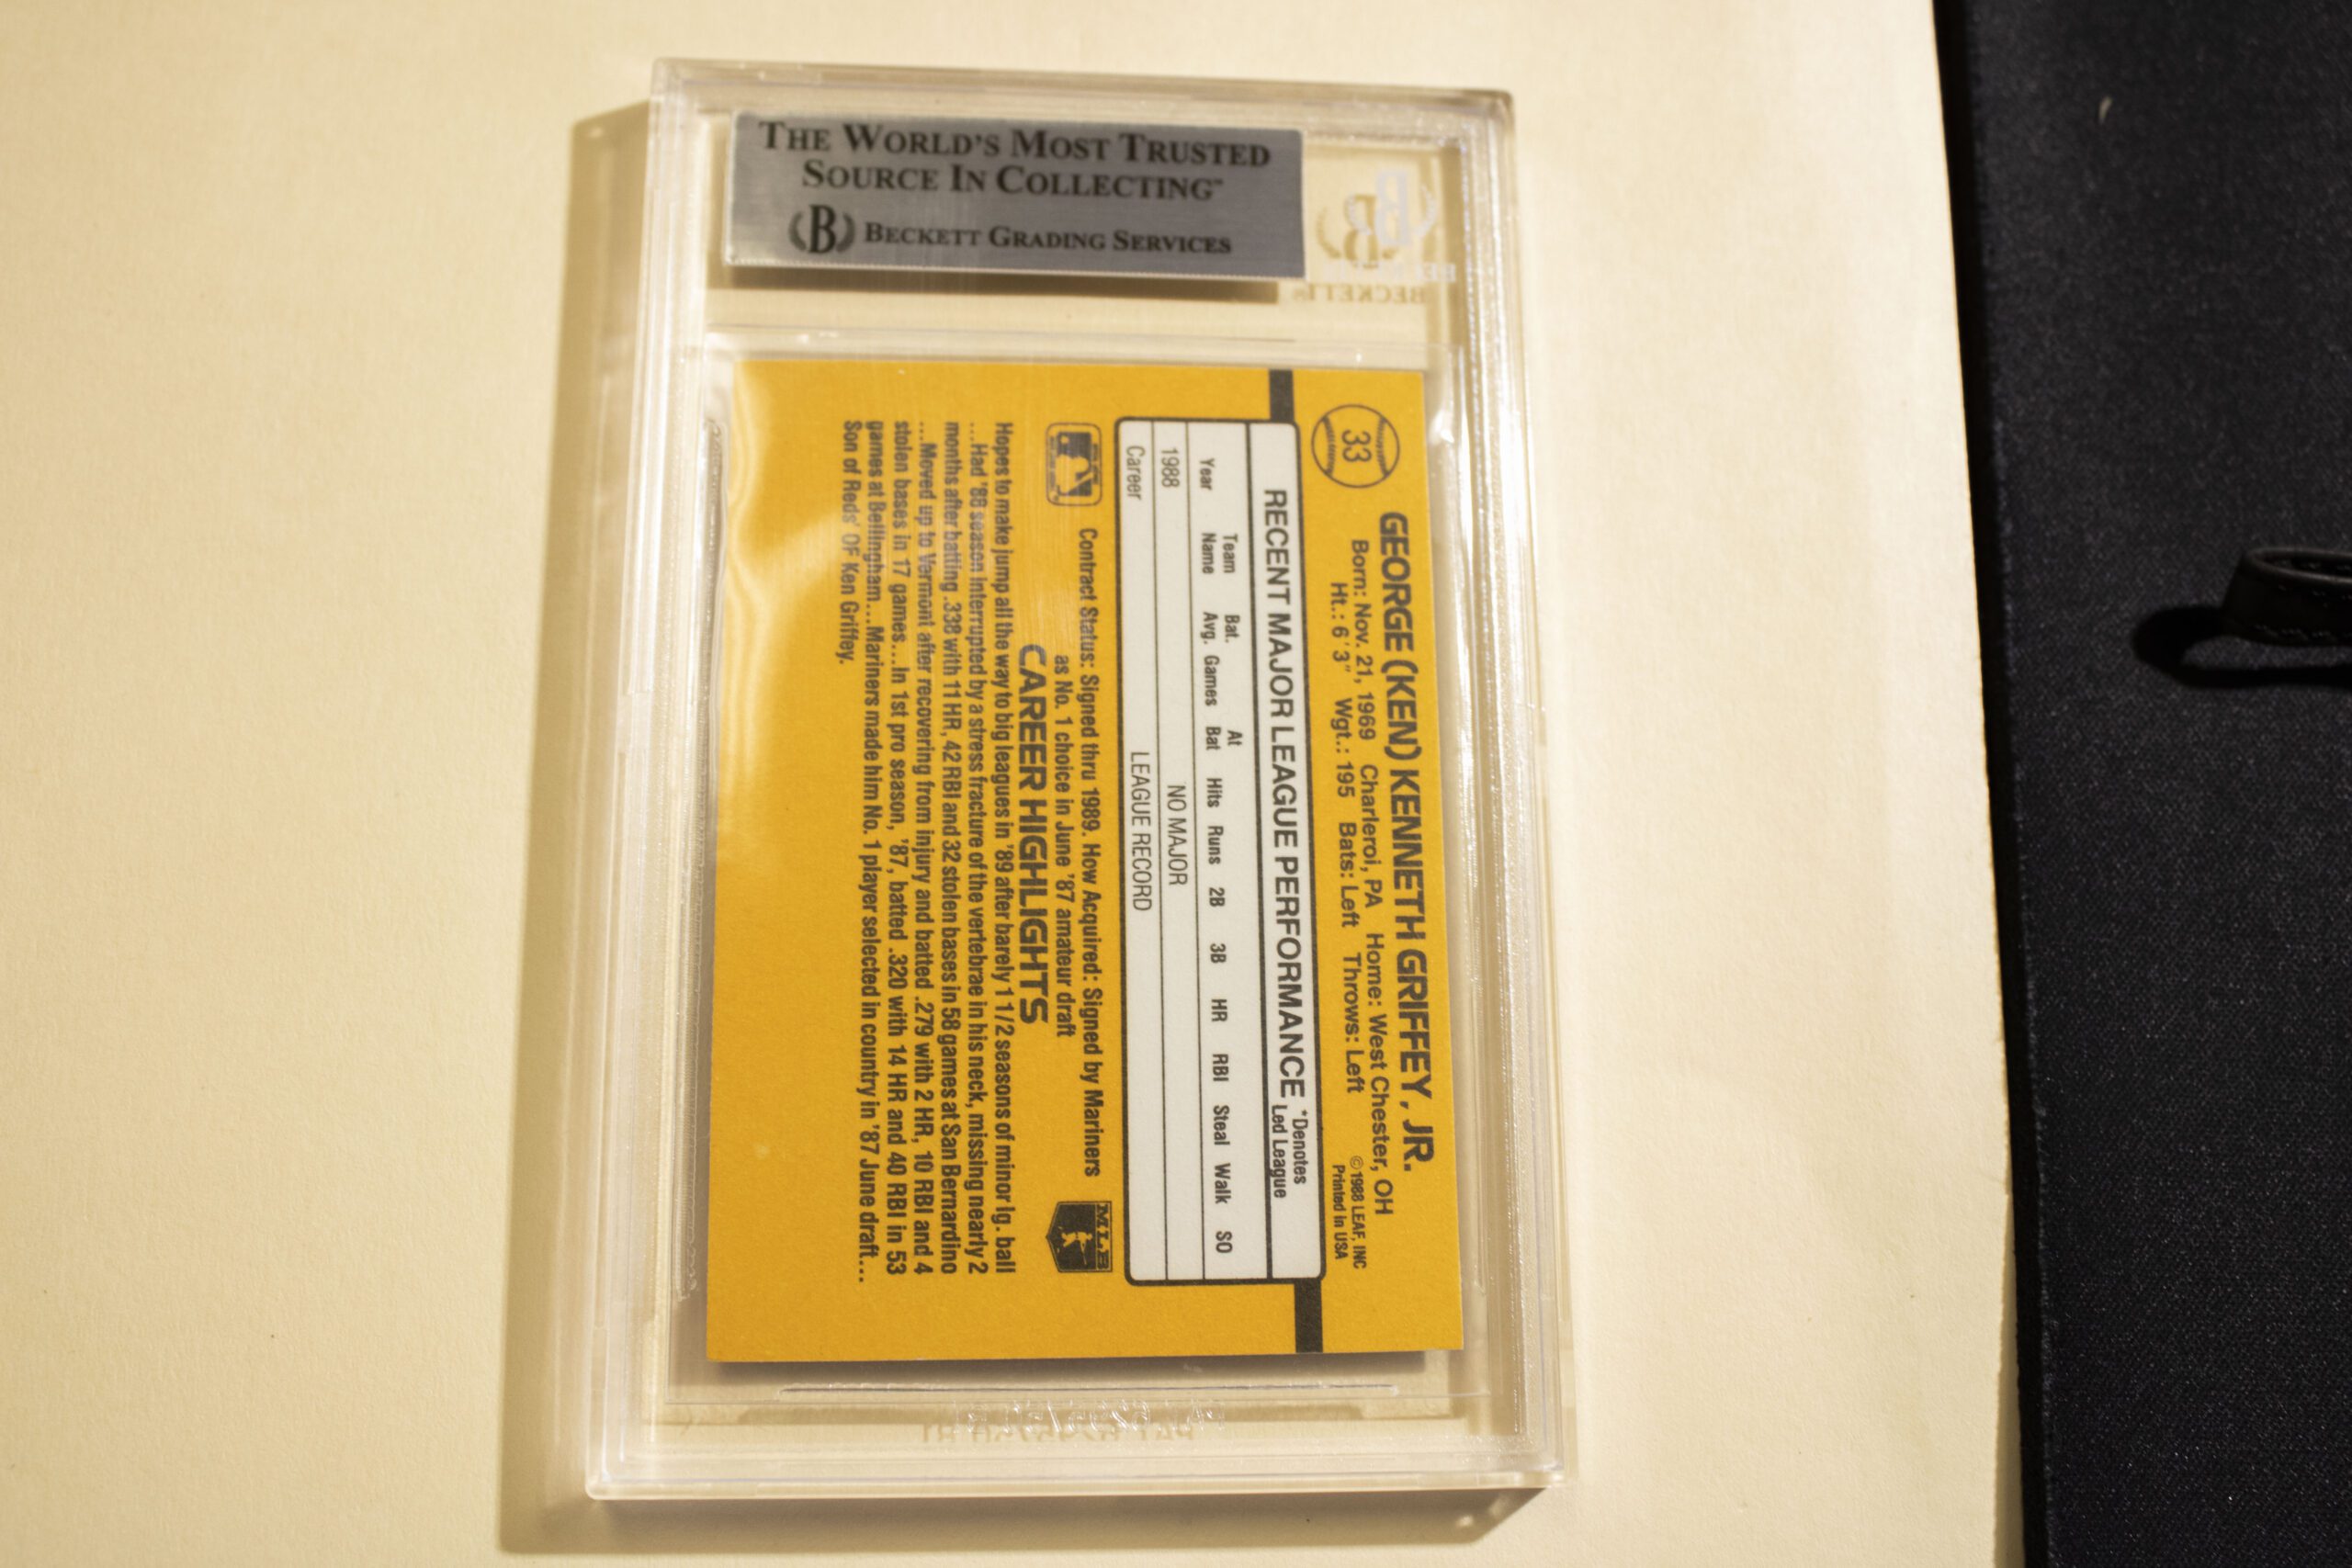 THE WORLD'S MOST TRUSTED
SOURCE IN COLLECTING™
B BECKETT GRADING SERVICES
BECKETT
33
GEORGE (KEN) KENNETH GRIFFEY, JR.
Born: Nov. 21, 1969 Charleroi, PA Home: West Chester, OH
Ht.: 6'3" Wgt.: 195 Bats: Left Throws: Left
©1988 LEAF, INC
Printed in USA
RECENT MAJOR LEAGUE PERFORMANCE
*Denotes
Led League
Year Team Name Bat. Avg. Games At Bat Hits Runs 2B 3B HR RBI Steal Walk SO
1988 NO MAJOR
Career LEAGUE RECORD
Contract Status: Signed thru 1989. How Acquired: Signed by Mariners
as No. 1 choice in June '87 amateur draft
MLB
CAREER HIGHLIGHTS
Hopes to make jump all the way to big leagues in '89 after barely 1 1/2 seasons of minor lg. ball
...Had '88 season interrupted by a stress fracture of the vertebrae in his neck, missing nearly 2
months after batting .338 with 11 HR, 42 RBI and 32 stolen bases in 58 games at San Bernardino
...Moved up to Vermont after recovering from injury and batted .279 with 2 HR, 10 RBI and 4
stolen bases in 17 games...In 1st pro season, '87, batted .320 with 14 HR and 40 RBI in 53
games at Bellingham...Mariners made him No. 1 player selected in country in '87 June draft...
Son of Reds' OF Ken Griffey.